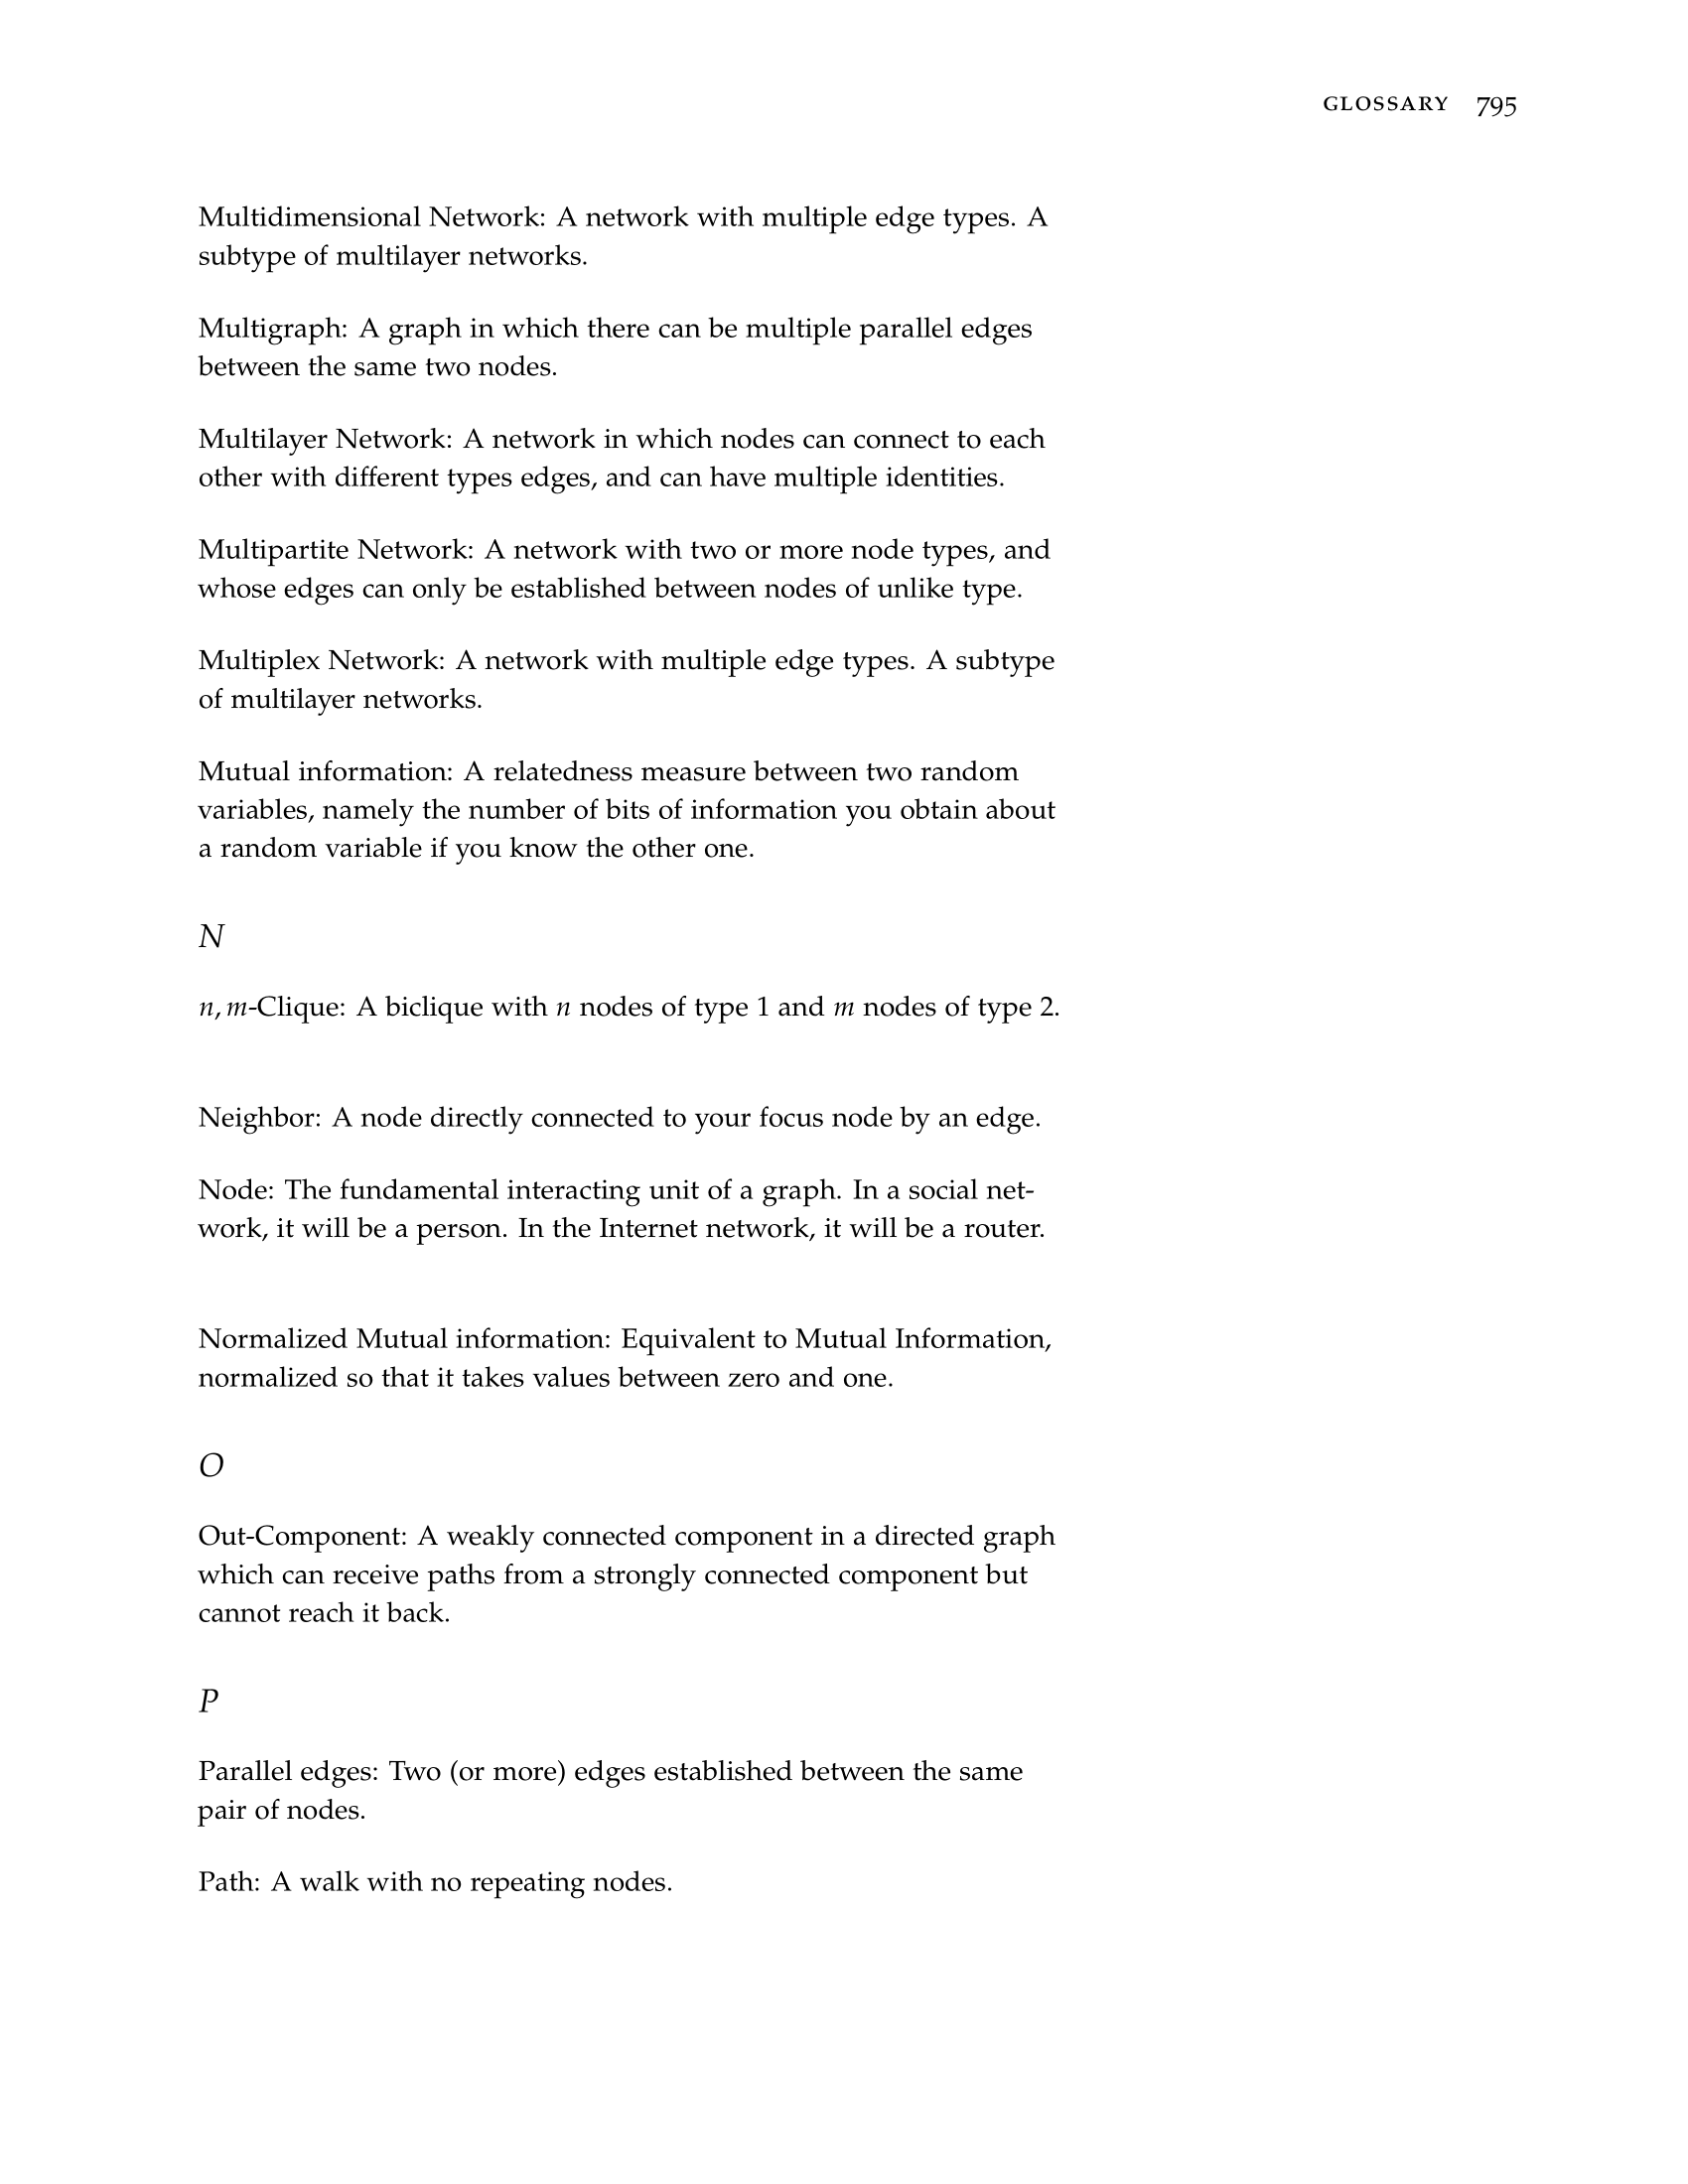 GLOSSARY 795
Multidimensional Network: A network with multiple edge types. A
subtype of multilayer networks.
Multigraph: A graph in which there can be multiple parallel edges
between the same two nodes.
Multilayer Network: A network in which nodes can connect to each
other with different types edges, and can have multiple identities.
Multipartite Network: A network with two or more node types, and
whose edges can only be established between nodes of unlike type.
Multiplex Network: A network with multiple edge types. A subtype
of multilayer networks.
Mutual information: A relatedness measure between two random
variables, namely the number of bits of information you obtain about
a random variable if you know the other one.
N
n, m-Clique: A biclique with n nodes of type 1 and m nodes of type 2.
Neighbor: A node directly connected to your focus node by an edge.
Node: The fundamental interacting unit of a graph. In a social net-
work, it will be a person. In the Internet network, it will be a router.
Normalized Mutual information: Equivalent to Mutual Information,
normalized so that it takes values between zero and one.
O
Out-Component: A weakly connected component in a directed graph
which can receive paths from a strongly connected component but
cannot reach it back.
P
Parallel edges: Two (or more) edges established between the same
pair of nodes.
Path: A walk with no repeating nodes.